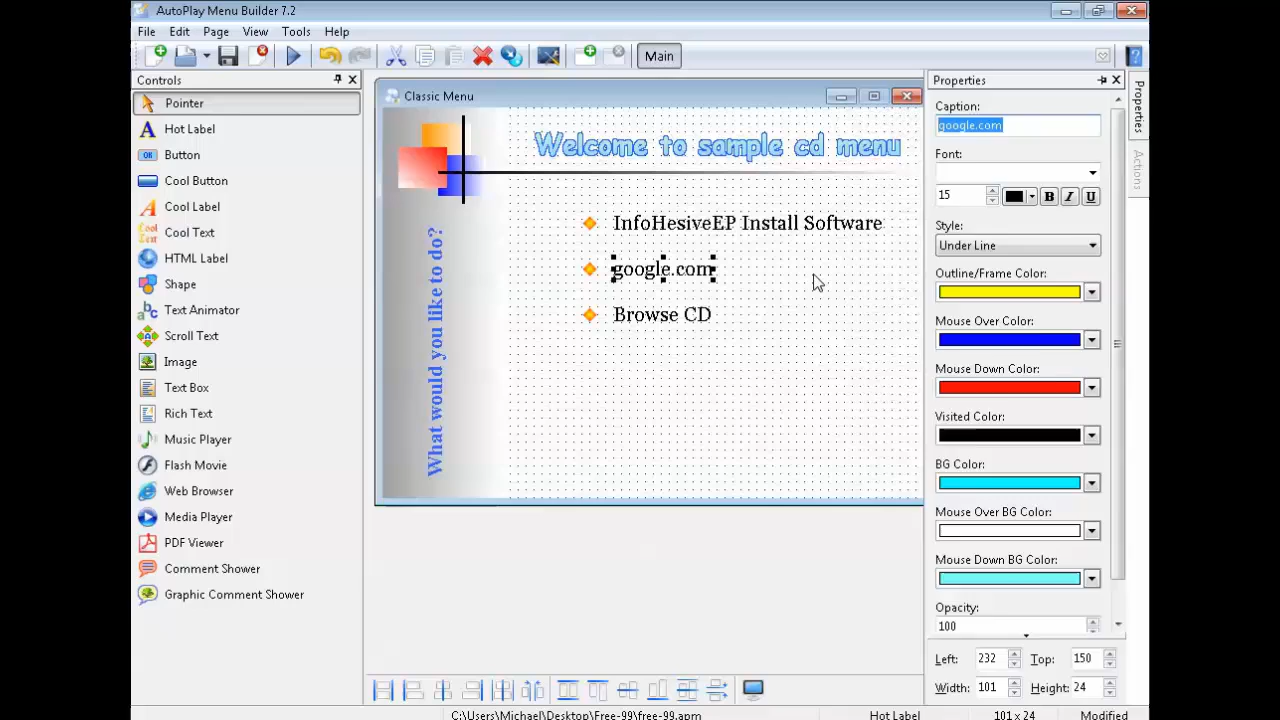 AutoPlay Menu Builder 7.2
File Edit Page View Tools Help
Main
Controls
Pointer
Hot Label
Button
Cool Button
Cool Label
Cool Text
HTML Label
Shape
Text Animator
Scroll Text
Image
Text Box
Rich Text
Music Player
Flash Movie
Web Browser
Media Player
PDF Viewer
Comment Shower
Graphic Comment Shower
Classic Menu
Welcome to sample cd menu
What would you like to do?
InfoHesiveEP Install Software
google.com
Browse CD
Properties
Caption:
google.com
Font:
15 B I U
Style:
Under Line
Outline/Frame Color:
Mouse Over Color:
Mouse Down Color:
Visited Color:
BG Color:
Mouse Over BG Color:
Mouse Down BG Color:
Opacity:
100
Left: 232 Top: 150
Width: 101 Height: 24
Properties
Actions
C:\Users\Michael\Desktop\Free-99\free-99.apm Hot Label 101 x 24 Modified